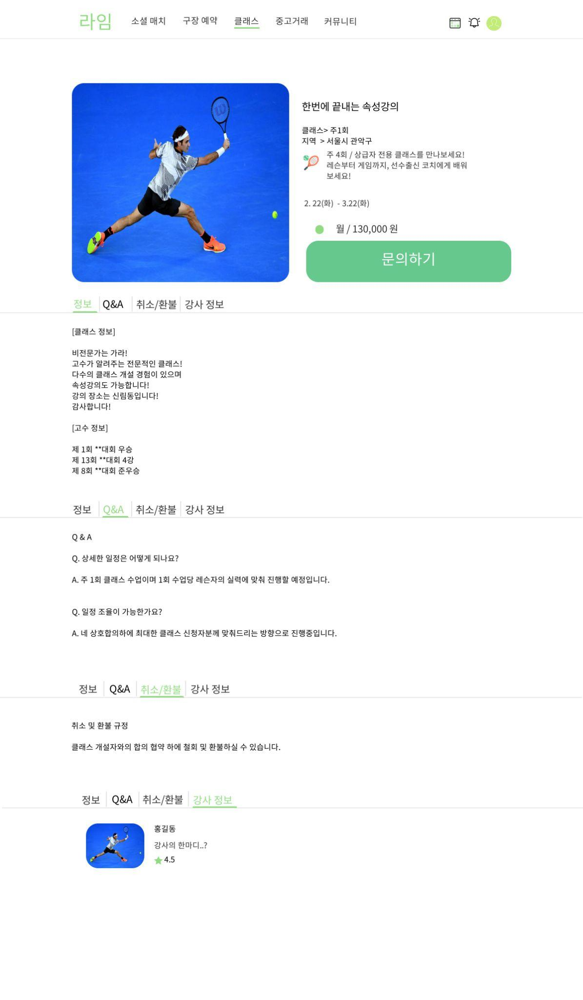 라임
소셜 매치
구장 예약
클래스
중고거래
커뮤니티
W
한번에 끝내는 속성강의
클래스> 주1회
지역 > 서울시 관악구
주 4회 / 상급자 전용 클래스를 만나보세요!
레슨부터 게임까지, 선수출신 코치에게 배워
보세요!
2. 22(화) - 3.22(화)
월 / 130,000 원
문의하기
정보 Q&A 취소/환불 강사 정보
[클래스 정보]
비전문가는 가라!
고수가 알려주는 전문적인 클래스!
다수의 클래스 개설 경험이 있으며
속성강의도 가능합니다!
강의 장소는 신림동입니다!
감사합니다!
[고수 정보]
제 1회 **대회 우승
제 13회 **대회 4강
제 8회 **대회 준우승
정보 Q&A 취소/환불 강사 정보
Q & A
Q. 상세한 일정은 어떻게 되나요?
A. 주 1회 클래스 수업이며 1회 수업당 레슨자의 실력에 맞춰 진행할 예정입니다.
Q. 일정 조율이 가능한가요?
A. 네 상호합의하에 최대한 클래스 신청자분께 맞춰드리는 방향으로 진행중입니다.
정보 Q&A 취소/환불 강사 정보
취소 및 환불 규정
클래스 개설자와의 합의 협약 하에 철회 및 환불하실 수 있습니다.
정보 Q&A 취소/환불 강사 정보
홍길동
강사의 한마디..?
4.5